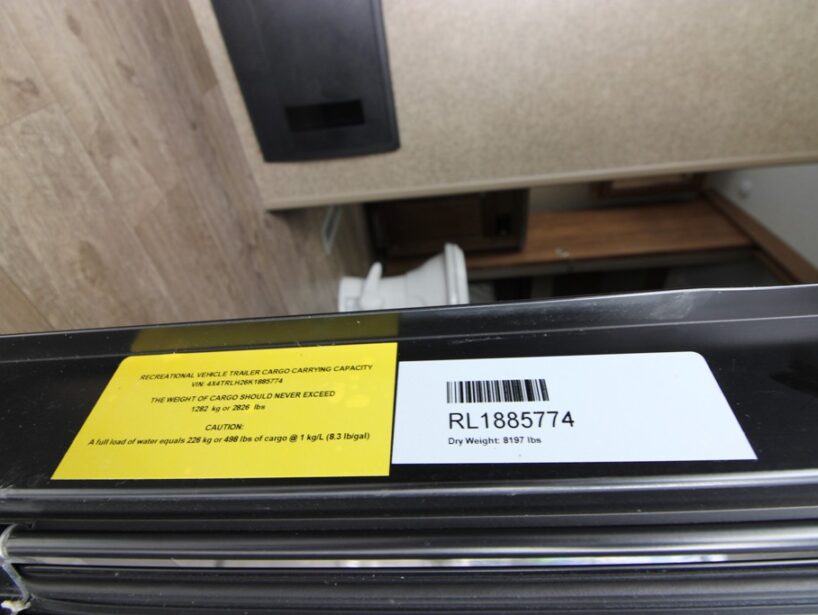 RECREATIONAL VEHICLE TRAILER CARGO CARRYING CAPACITY
VIN: 4X4TRLH26K1885774
THE WEIGHT OF CARGO SHOULD NEVER EXCEED
1282 kg or 2826 lbs
CAUTION:
A full load of water equals 226 kg or 498 lbs of cargo @ 1 kg/L (8.3 lb/gal)
RL1885774
Dry Weight: 8197 lbs